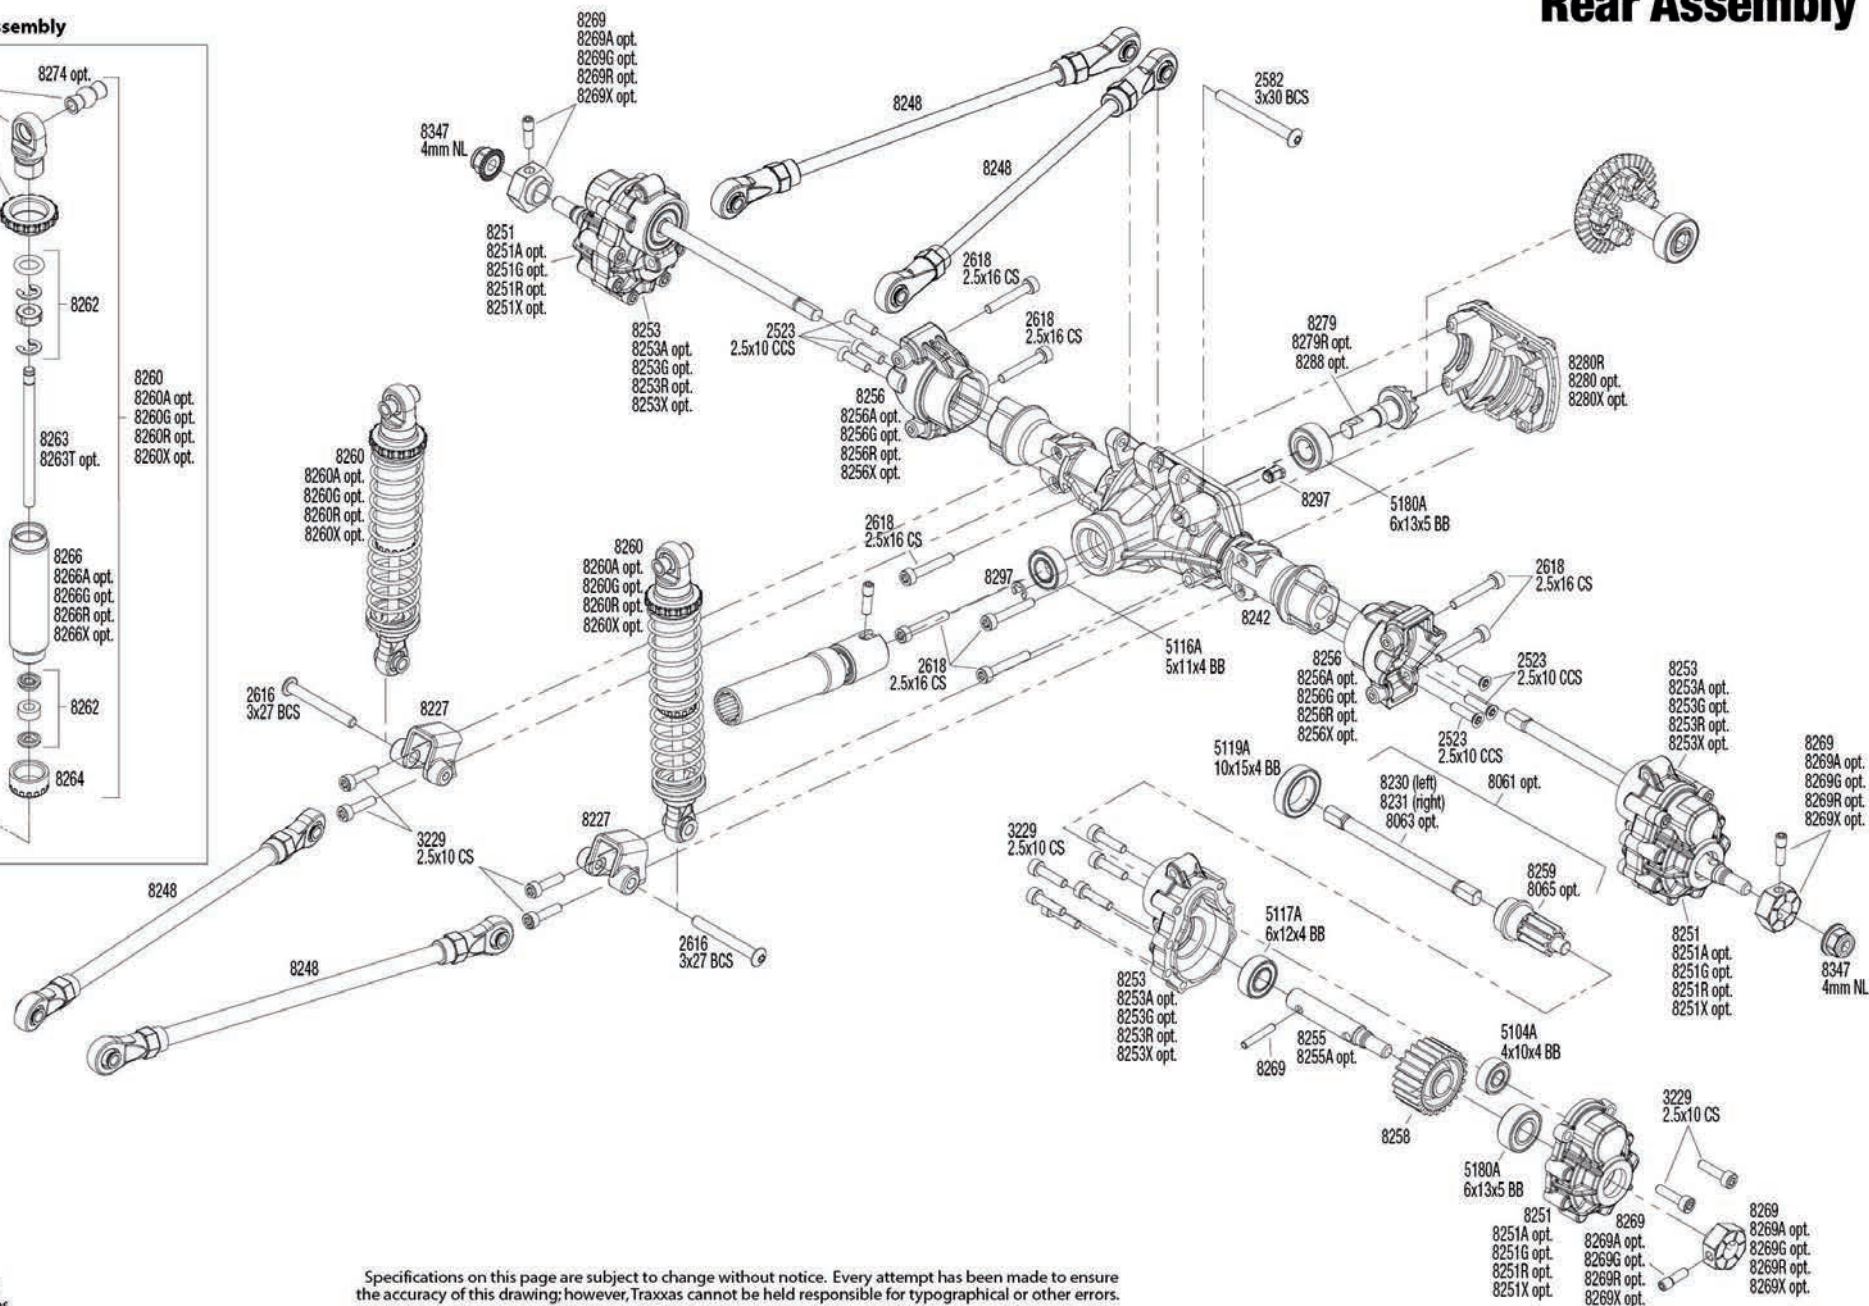 Rear Assembly
ssembly
8274 opt.
8262
8260
8260A opt.
8260G opt.
8260R opt.
8260X opt.
8263
8263T opt.
8266
8266A opt.
8266G opt.
8266R opt.
8266X opt.
8262
8264
8269
8269A opt.
8269G opt.
8269R opt.
8269X opt.
8347
4mm NL
8251
8251A opt.
8251G opt.
8251R opt.
8251X opt.
8253
8253A opt.
8253G opt.
8253R opt.
8253X opt.
8248
8248
2582
3x30 BCS
2618
2.5x16 CS
2618
2.5x16 CS
2523
2.5x10 CCS
8256
8256A opt.
8256G opt.
8256R opt.
8256X opt.
8279
8279R opt.
8288 opt.
8280R
8280 opt.
8280X opt.
8297
5180A
6x13x5 BB
8260
8260A opt.
8260G opt.
8260R opt.
8260X opt.
8260
8260A opt.
8260G opt.
8260R opt.
8260X opt.
2618
2.5x16 CS
8297
5116A
5x11x4 BB
2618
2.5x16 CS
8242
2618
2.5x16 CS
2523
2.5x10 CCS
8256
8256A opt.
8256G opt.
8256R opt.
8256X opt.
2523
2.5x10 CCS
8253
8253A opt.
8253G opt.
8253R opt.
8253X opt.
8269
8269A opt.
8269G opt.
8269R opt.
8269X opt.
2616
3x27 BCS
8227
3229
2.5x10 CS
8227
2616
3x27 BCS
8248
8248
5119A
10x15x4 BB
8230 (left)
8231 (right)
8063 opt.
8061 opt.
8259
8065 opt.
3229
2.5x10 CS
5117A
6x12x4 BB
8253
8253A opt.
8253G opt.
8253R opt.
8253X opt.
8269
8255
8255A opt.
8258
5104A
4x10x4 BB
5180A
6x13x5 BB
8251
8251A opt.
8251G opt.
8251R opt.
8251X opt.
8347
4mm NL
3229
2.5x10 CS
8251
8251A opt.
8251G opt.
8251R opt.
8251X opt.
8269
8269A opt.
8269G opt.
8269R opt.
8269X opt.
8269
8269A opt.
8269G opt.
8269R opt.
8269X opt.
Specifications on this page are subject to change without notice. Every attempt has been made to ensure
the accuracy of this drawing; however, Traxxas cannot be held responsible for typographical or other errors.